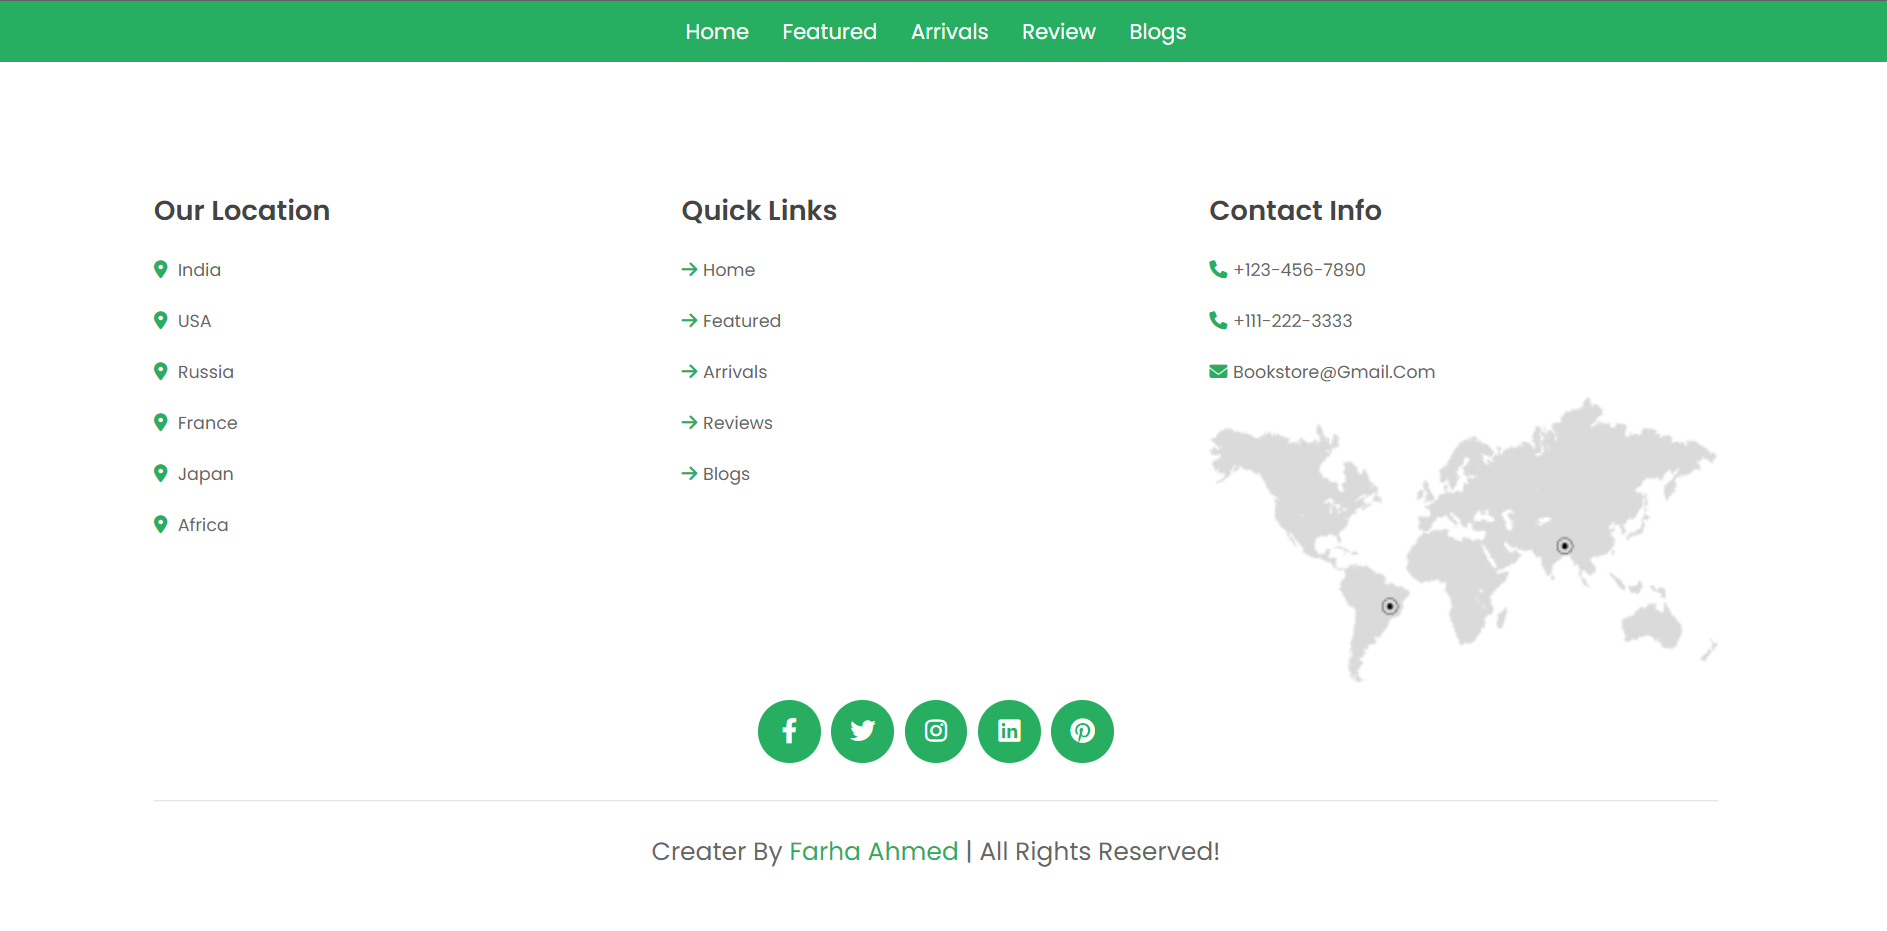 Home Featured Arrivals Review Blogs
Our Location
India
USA
Russia
France
Japan
Africa
Quick Links
Home
Featured
Arrivals
Reviews
Blogs
Contact Info
+123-456-7890
+111-222-3333
Bookstore@Gmail.Com
Creater By Farha Ahmed | All Rights Reserved!